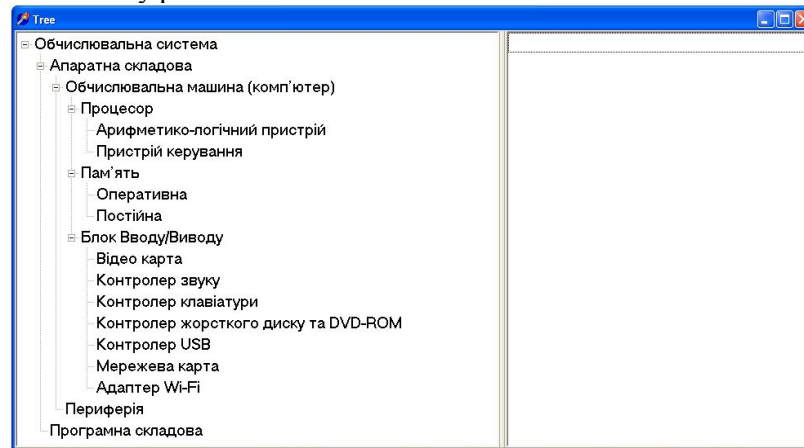 Tree
Обчислювальна система
Апаратна складова
Обчислювальна машина (комп'ютер)
Процесор
Арифметико-логічний пристрій
Пристрій керування
Пам'ять
Оперативна
Постійна
Блок Вводу/Виводу
Відео карта
Контролер звуку
Контролер клавіатури
Контролер жорсткого диску та DVD-ROM
Контролер USB
Мережева карта
Адаптер Wi-Fi
Периферія
Програмна складова